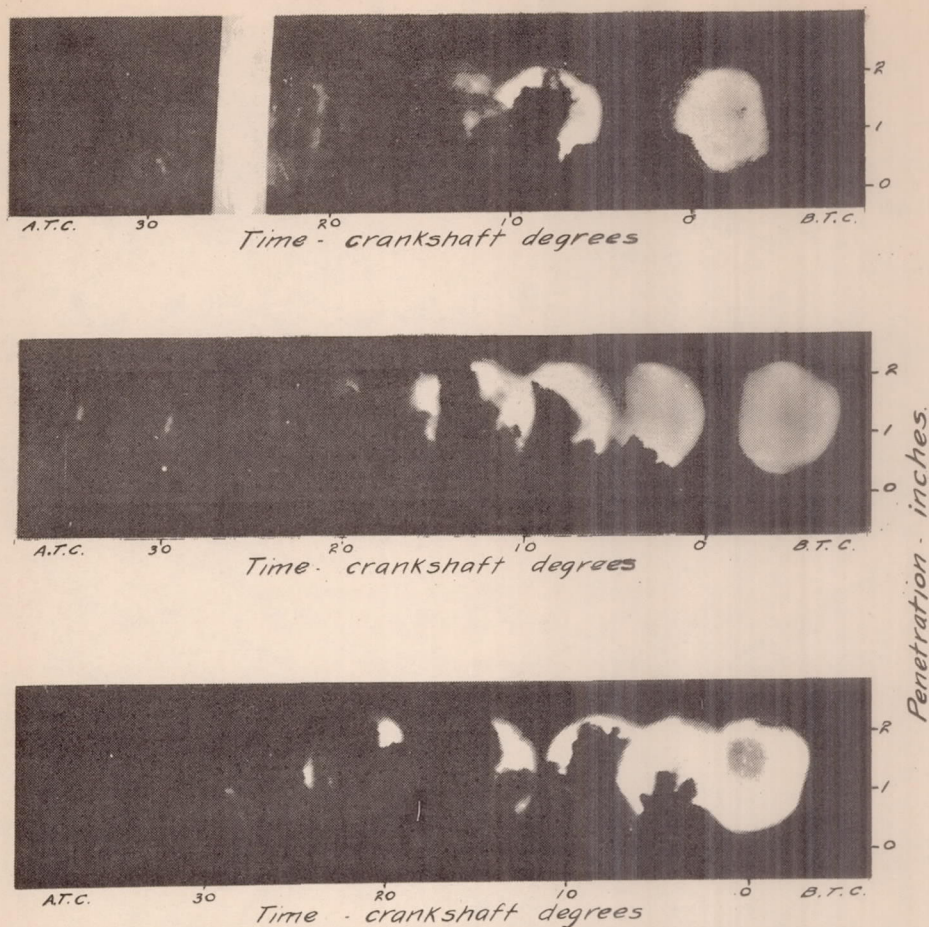 2
1
0
A.T.C. 30 20 10 0 B.T.C.
Time - crankshaft degrees
2
1
0
A.T.C. 30 20 10 0 B.T.C.
Time - crankshaft degrees
Penetration - inches.
2
1
0
A.T.C. 30 20 10 0 B.T.C.
Time - crankshaft degrees